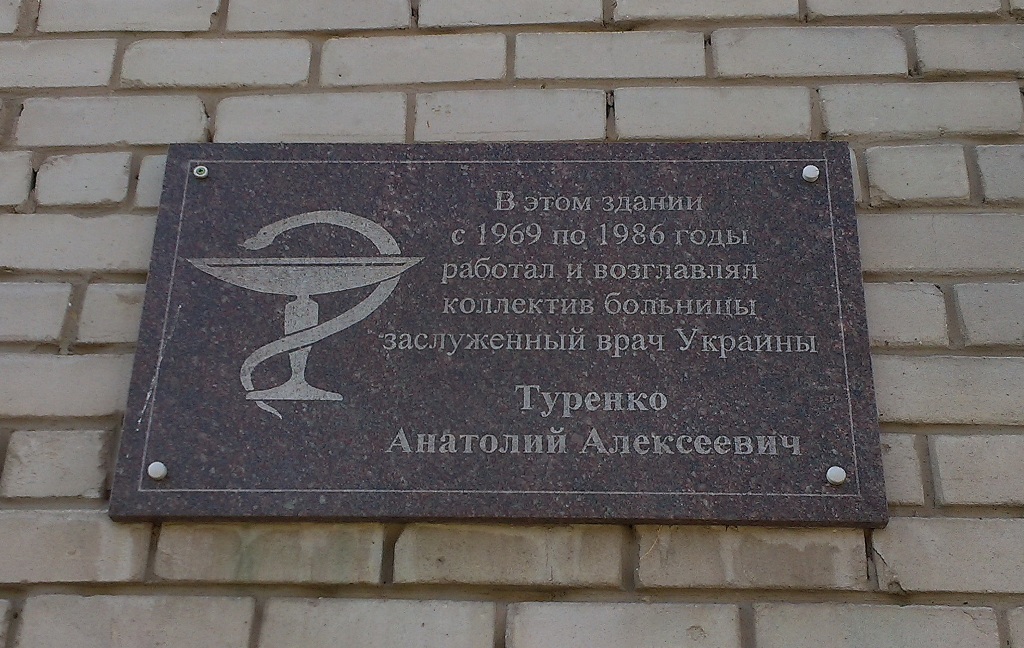 В этом здании
с 1969 по 1986 годы
работал и возглавлял
коллектив больницы
заслуженный врач Украины
Туренко
Анатолий Алексеевич